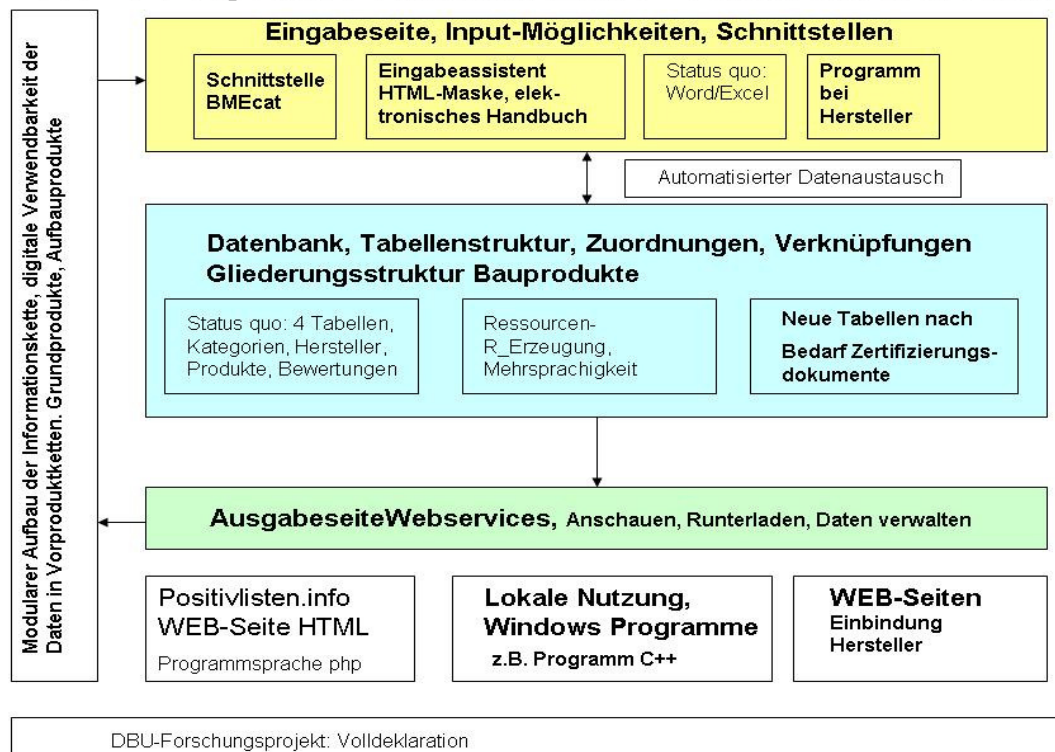 Modularer Aufbau der Informationskette, digitale Verwendbarkeit der
Daten in Vorproduktketten. Grundprodukte, Aufbauprodukte
Eingabeseite, Input-Möglichkeiten, Schnittstellen
Schnittstelle
BMEcat
Eingabeassistent
HTML-Maske, elek-
tronisches Handbuch
Status quo:
Word/Excel
Programm
bei
Hersteller
Automatisierter Datenaustausch
Datenbank, Tabellenstruktur, Zuordnungen, Verknüpfungen
Gliederungsstruktur Bauprodukte
Status quo: 4 Tabellen,
Kategorien, Hersteller,
Produkte, Bewertungen
Ressourcen-
R_Erzeugung,
Mehrsprachigkeit
Neue Tabellen nach
Bedarf Zertifizierungs-
dokumente
AusgabeseiteWebservices, Anschauen, Runterladen, Daten verwalten
Positivlisten.info
WEB-Seite HTML
Programmsprache php
Lokale Nutzung,
Windows Programme
z.B. Programm C++
WEB-Seiten
Einbindung
Hersteller
DBU-Forschungsprojekt: Volldeklaration